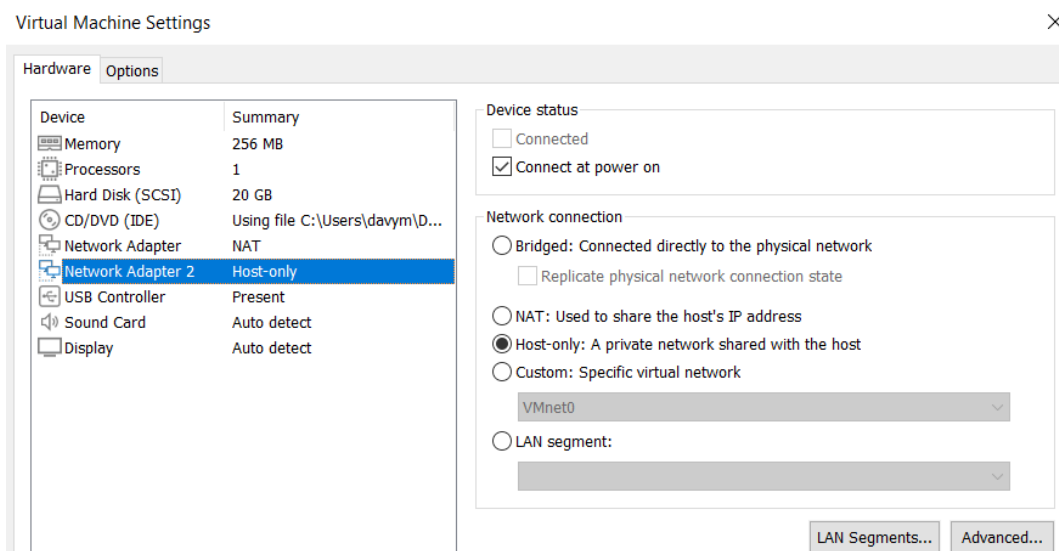 Virtual Machine Settings
Hardware Options
Device Summary
Memory 256 MB
Processors 1
Hard Disk (SCSI) 20 GB
CD/DVD (IDE) Using file C:\Users\davym\D...
Network Adapter NAT
Network Adapter 2 Host-only
USB Controller Present
Sound Card Auto detect
Display Auto detect
Device status
Connected
Connect at power on
Network connection
Bridged: Connected directly to the physical network
Replicate physical network connection state
NAT: Used to share the host's IP address
Host-only: A private network shared with the host
Custom: Specific virtual network
VMnet0
LAN segment:
LAN Segments... Advanced...